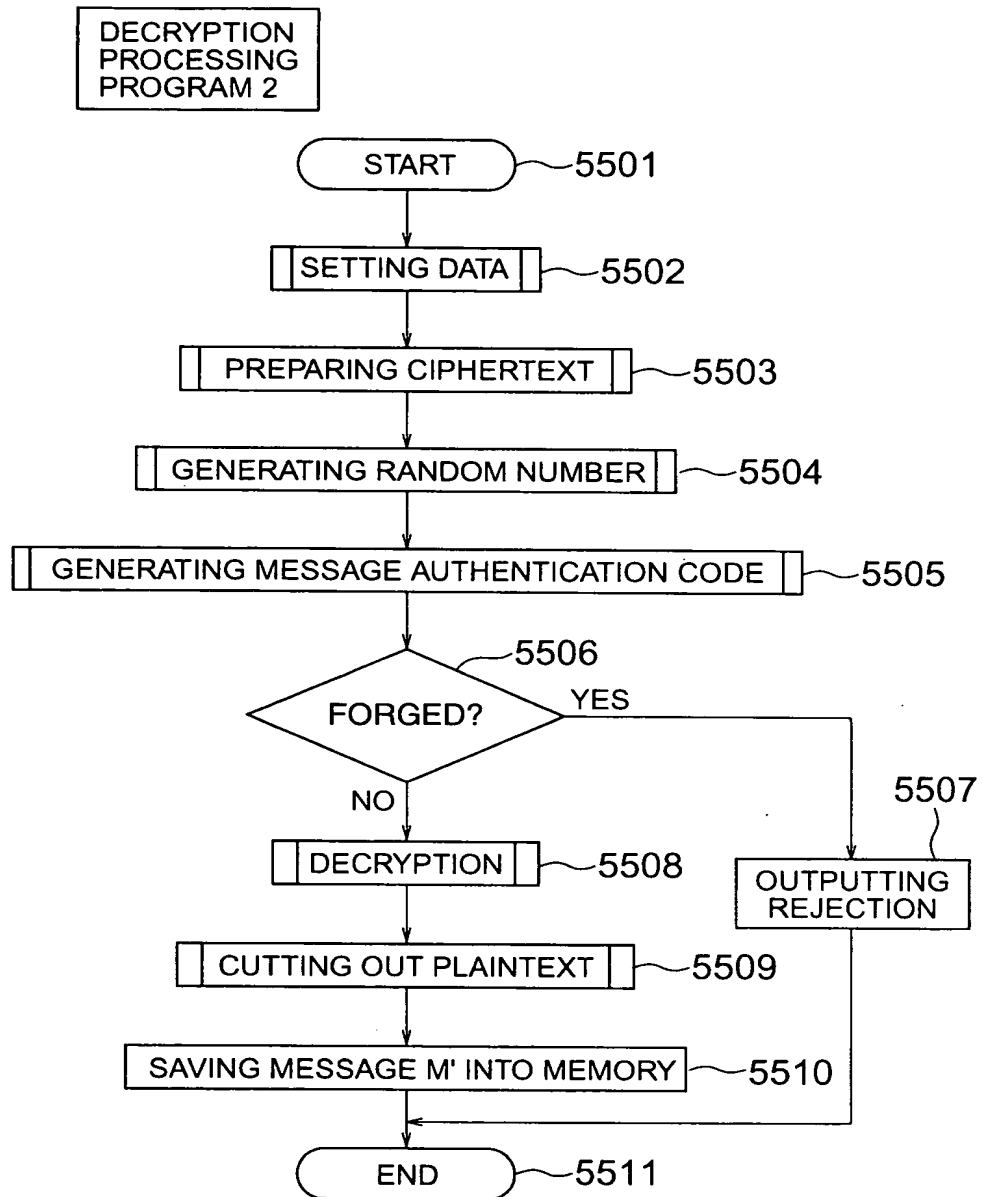 DECRYPTION
PROCESSING
PROGRAM 2
START
5501
SETTING DATA
5502
PREPARING CIPHERTEXT
5503
GENERATING RANDOM NUMBER
5504
GENERATING MESSAGE AUTHENTICATION CODE
5505
5506
FORGED?
YES
NO
5507
OUTPUTTING
REJECTION
DECRYPTION
5508
CUTTING OUT PLAINTEXT
5509
SAVING MESSAGE M' INTO MEMORY
5510
END
5511